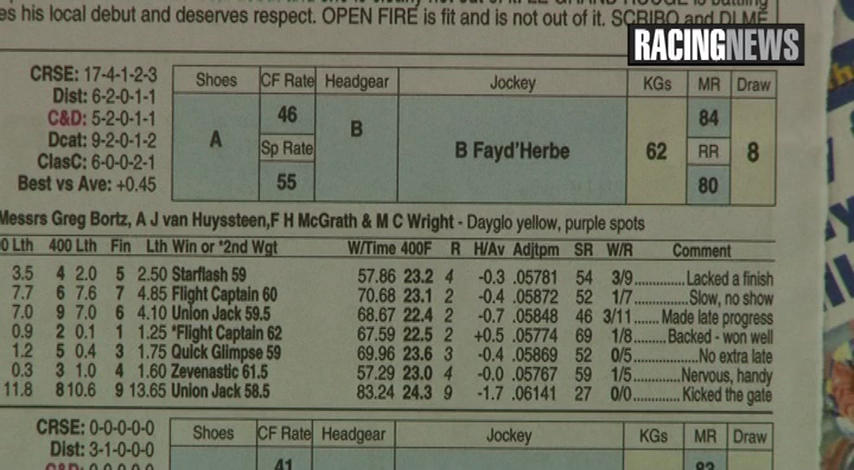 es his local debut and deserves respect. OPEN FIRE is fit and is not out of it. SCRIBO and
RACINGNEWS
CRSE: 17-4-1-2-3
Dist: 6-2-0-1-1
C&D: 5-2-0-1-1
Dcat: 9-2-0-1-2
ClasC: 6-0-0-2-1
Best vs Ave: +0.45
Shoes CF Rate Headgear Jockey KGs MR Draw
A 46 B B Fayd'Herbe 62 84 8
Sp Rate RR
55 80
Messrs Greg Bortz, A J van Huyssteen,F H McGrath & M C Wright - Dayglo yellow, purple spots
0 Lth 400 Lth Fin Lth Win or *2nd Wgt W/Time 400F R H/Av Adjtpm SR W/R Comment
3.5 4 2.0 5 2.50 Starflash 59 57.86 23.2 4 -0.3 .05781 54 3/9..............Lacked a finish
7.7 6 7.6 7 4.85 Flight Captain 60 70.68 23.1 2 -0.4 .05872 52 1/7..............Slow, no show
7.0 9 7.0 6 4.10 Union Jack 59.5 68.67 22.4 2 -0.7 .05848 46 3/11...... Made late progress
0.9 2 0.1 1 1.25 *Flight Captain 62 67.59 22.5 2 +0.5 .05774 69 1/8..........Backed - won well
1.2 5 0.4 3 1.75 Quick Glimpse 59 69.96 23.6 3 -0.4 .05869 52 0/5................No extra late
0.3 3 1.0 4 1.60 Zevenastic 61.5 57.29 23.0 4 -0.0 .05767 59 1/5.............Nervous, handy
11.8 8 10.6 9 13.65 Union Jack 58.5 83.24 24.3 9 -1.7 .06141 27 0/0............ Kicked the gate
CRSE: 0-0-0-0-0
Dist: 3-1-0-0-0
Shoes CF Rate Headgear Jockey KGs MR Draw
41